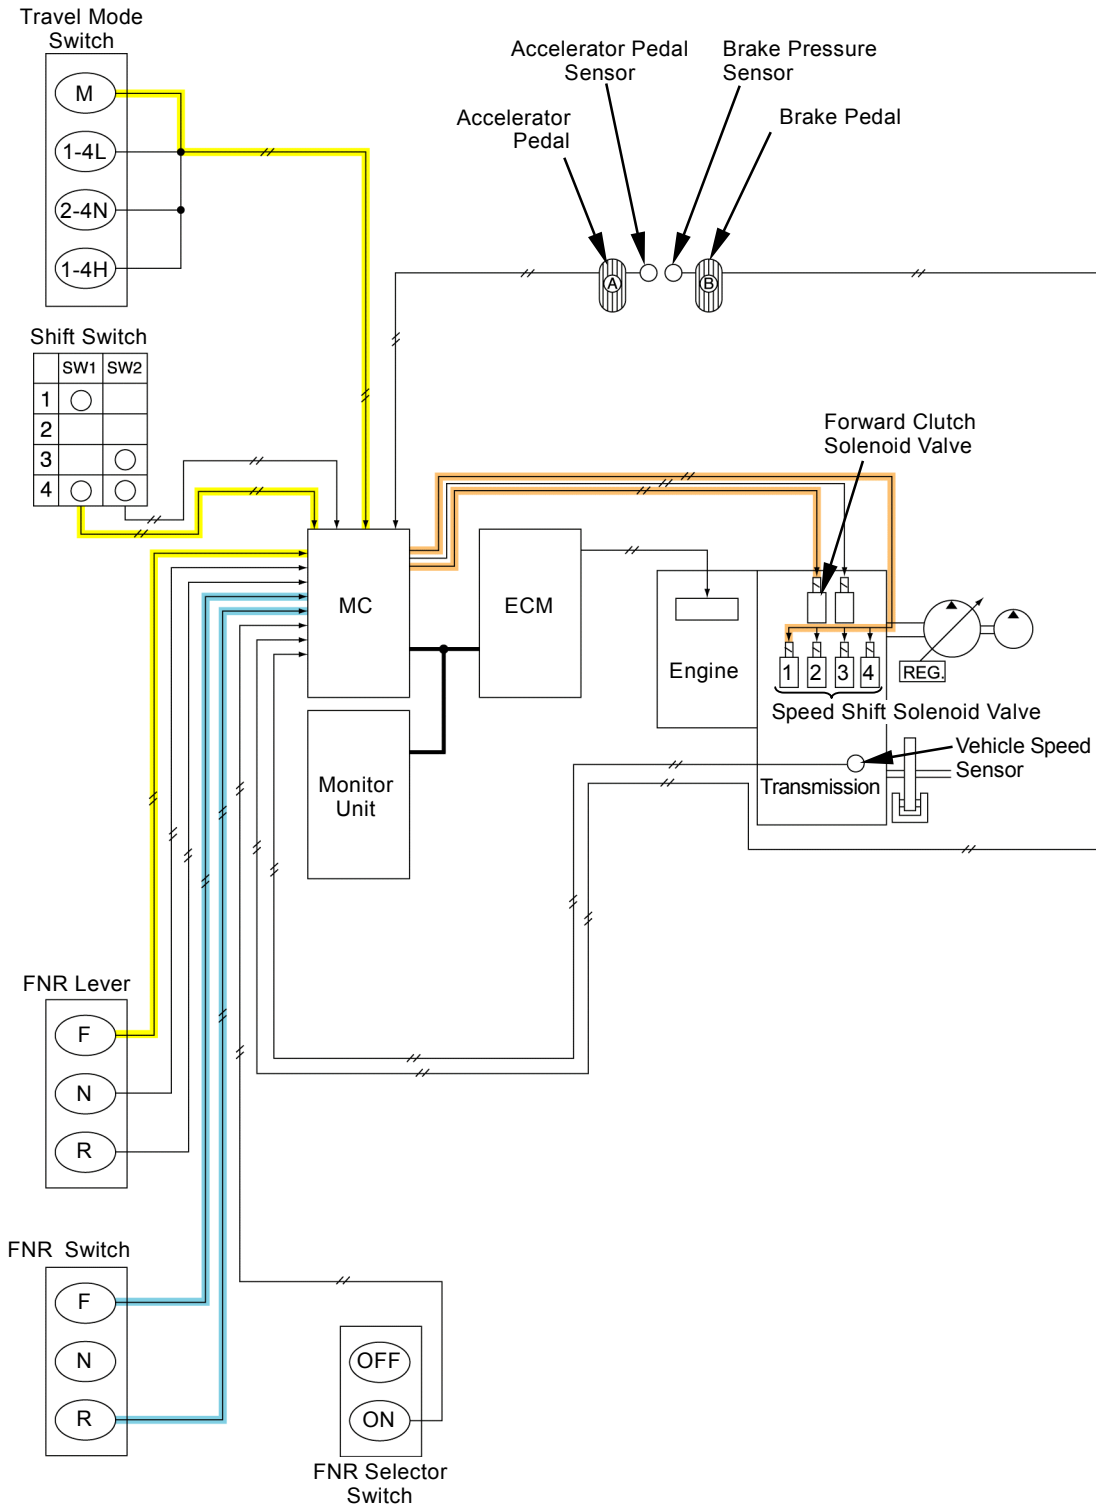 Travel Mode
Switch
M
1-4L
2-4N
1-4H
Accelerator Pedal
Sensor
Brake Pressure
Sensor
Accelerator
Pedal
Brake Pedal
A
B
Shift Switch
SW1 SW2
1
2
3
4
Forward Clutch
Solenoid Valve
MC
ECM
Engine
1 2 3 4
REG.
Speed Shift Solenoid Valve
Vehicle Speed
Sensor
Transmission
Monitor
Unit
FNR Lever
F
N
R
FNR Switch
F
N
R
OFF
ON
FNR Selector
Switch